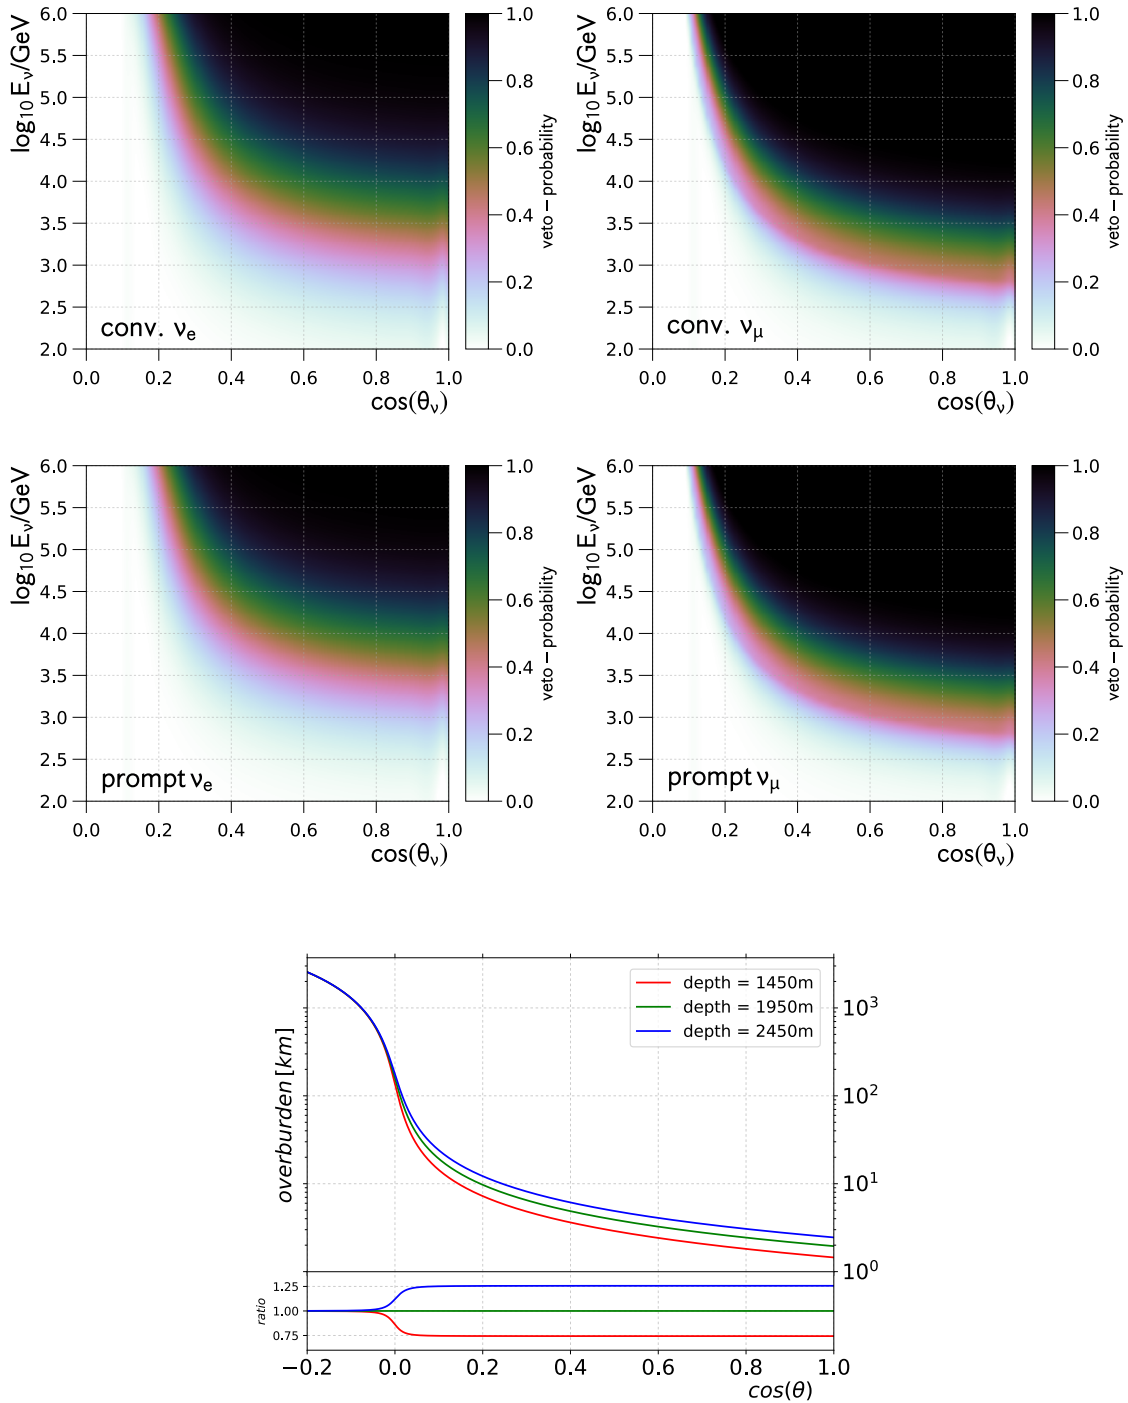 6.0
5.5
5.0
4.5
4.0
3.5
3.0
2.5
2.0
log₁₀ Eᵥ/GeV
conv. νₑ
0.0 0.2 0.4 0.6 0.8 1.0
cos(θᵥ)
1.0
0.8
0.6
0.4
0.2
0.0
veto−probability
6.0
5.5
5.0
4.5
4.0
3.5
3.0
2.5
2.0
log₁₀ Eᵥ/GeV
conv. ν_μ
0.0 0.2 0.4 0.6 0.8 1.0
cos(θᵥ)
1.0
0.8
0.6
0.4
0.2
0.0
veto−probability
6.0
5.5
5.0
4.5
4.0
3.5
3.0
2.5
2.0
log₁₀ Eᵥ/GeV
prompt νₑ
0.0 0.2 0.4 0.6 0.8 1.0
cos(θᵥ)
1.0
0.8
0.6
0.4
0.2
0.0
veto−probability
6.0
5.5
5.0
4.5
4.0
3.5
3.0
2.5
2.0
log₁₀ Eᵥ/GeV
prompt ν_μ
0.0 0.2 0.4 0.6 0.8 1.0
cos(θᵥ)
1.0
0.8
0.6
0.4
0.2
0.0
veto−probability
depth = 1450m
depth = 1950m
depth = 2450m
overburden [km]
10³
10²
10¹
10⁰
ratio
1.25
1.00
0.75
−0.2 0.0 0.2 0.4 0.6 0.8 1.0
cos(θ)